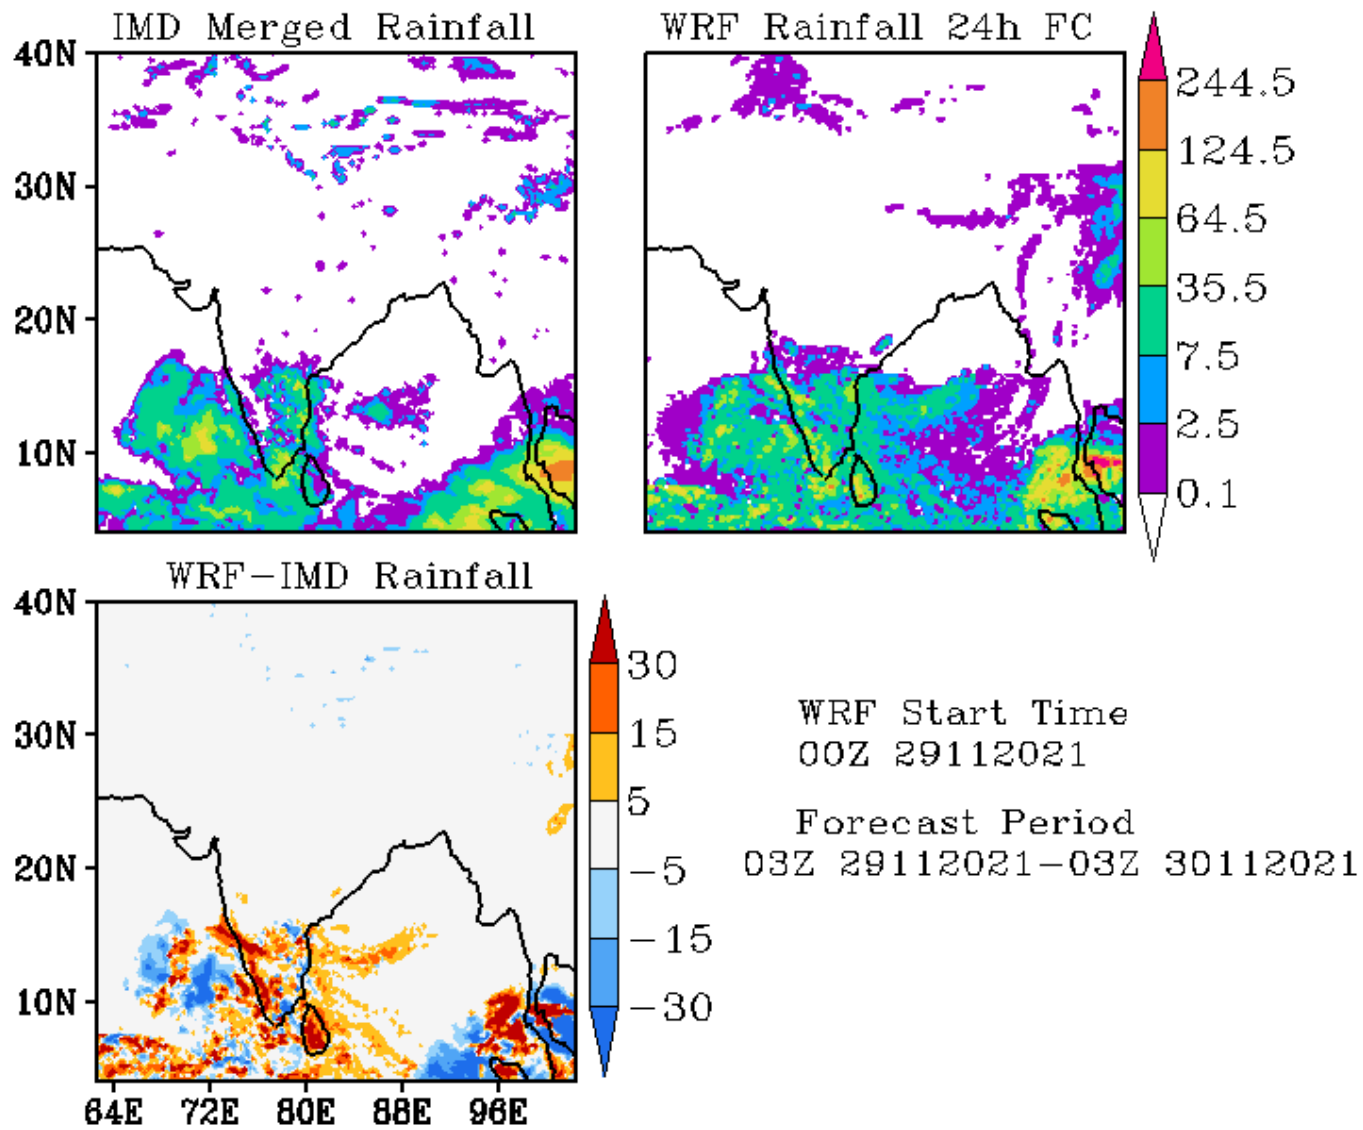 IMD Merged Rainfall
WRF Rainfall 24h FC
40N
30N
20N
10N
244.5
124.5
64.5
35.5
7.5
2.5
0.1
WRF-IMD Rainfall
40N
30N
20N
10N
64E 72E 80E 88E 96E
30
15
5
-5
-15
-30
WRF Start Time
00Z 29112021
Forecast Period
03Z 29112021-03Z 30112021